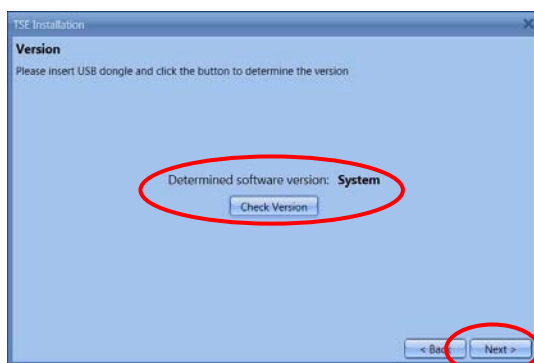 TSE Installation
Version
Please insert USB dongle and click the button to determine the version
Determined software version: System
Check Version
< Back
Next >